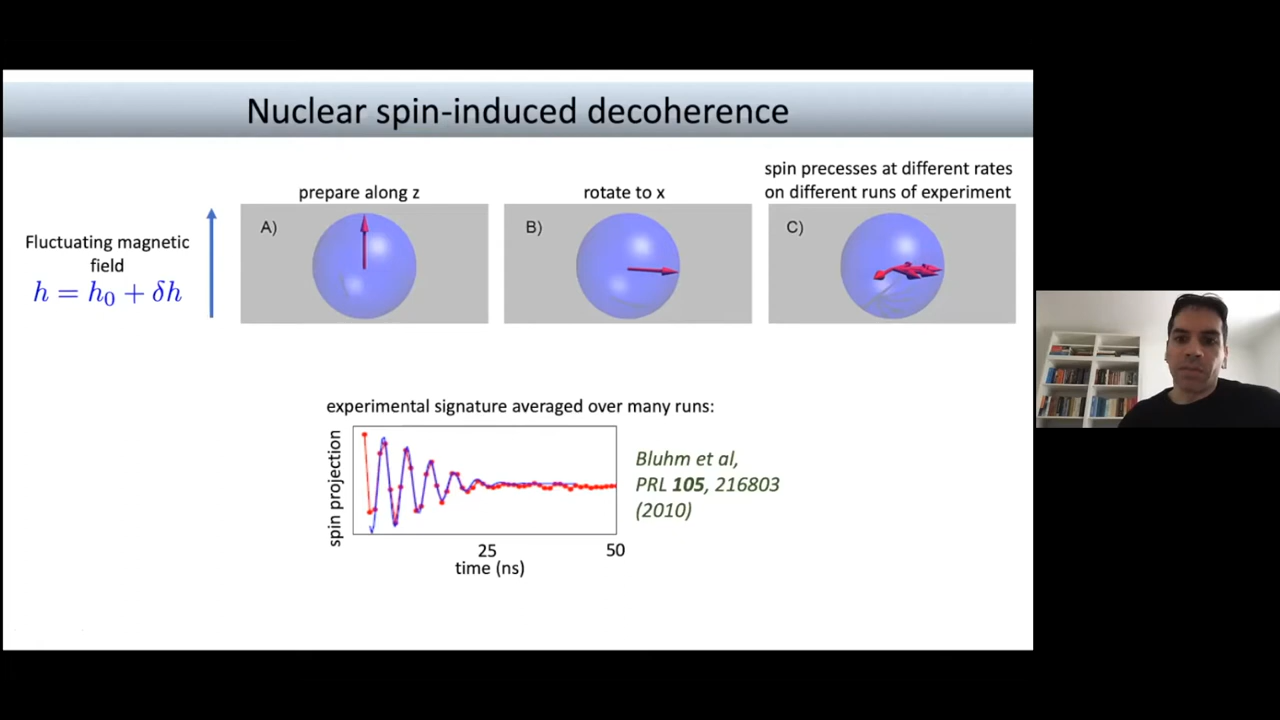 Nuclear spin-induced decoherence
spin precesses at different rates
on different runs of experiment
prepare along z
rotate to x
Fluctuating magnetic
field
h = h₀ + δh
A)
B)
C)
experimental signature averaged over many runs:
spin projection
25
50
time (ns)
Bluhm et al,
PRL 105, 216803
(2010)